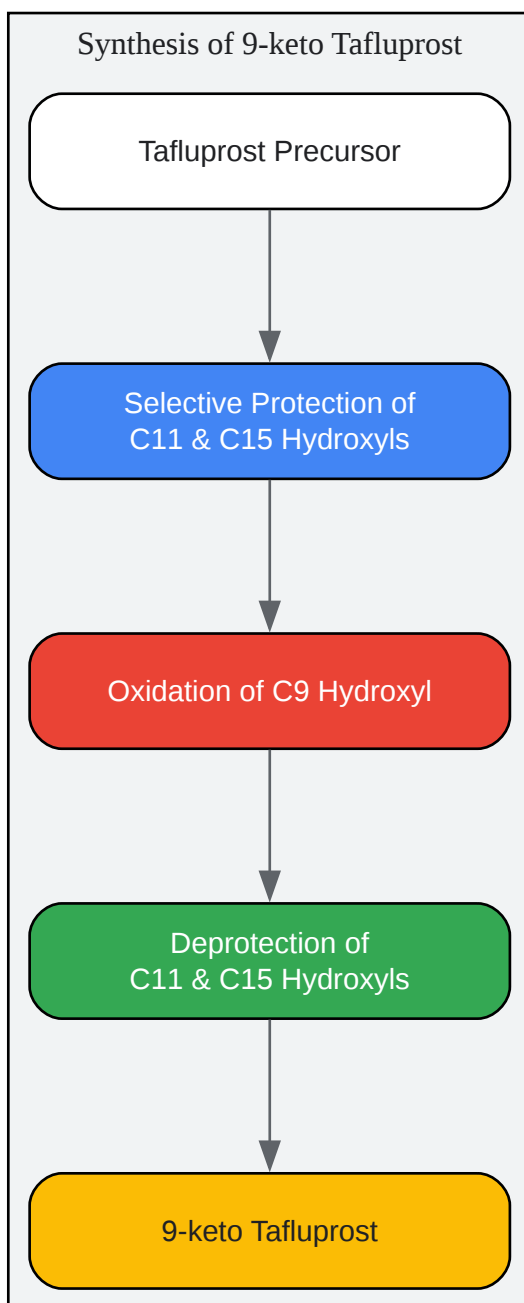 Synthesis of 9-keto Tafluprost
Tafluprost Precursor
Selective Protection of
C11 & C15 Hydroxyls
Oxidation of C9 Hydroxyl
Deprotection of
C11 & C15 Hydroxyls
9-keto Tafluprost